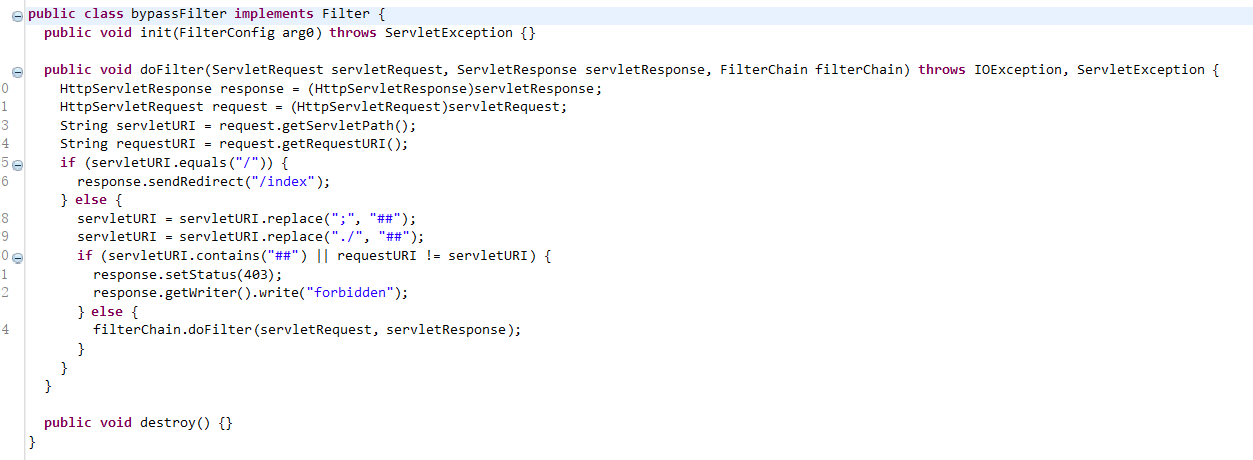 public class bypassFilter implements Filter {
public void init(FilterConfig arg0) throws ServletException {}
public void doFilter(ServletRequest servletRequest, ServletResponse servletResponse, FilterChain filterChain) throws IOException, ServletException {
0 HttpServletResponse response = (HttpServletResponse)servletResponse;
1 HttpServletRequest request = (HttpServletRequest)servletRequest;
3 String servletURI = request.getServletPath();
4 String requestURI = request.getRequestURI();
5 if (servletURI.equals("/")) {
6 response.sendRedirect("/index");
} else {
8 servletURI = servletURI.replace(";", "##");
9 servletURI = servletURI.replace("./", "##");
0 if (servletURI.contains("##") || requestURI != servletURI) {
1 response.setStatus(403);
2 response.getWriter().write("forbidden");
} else {
4 filterChain.doFilter(servletRequest, servletResponse);
}
}
}
public void destroy() {}
}